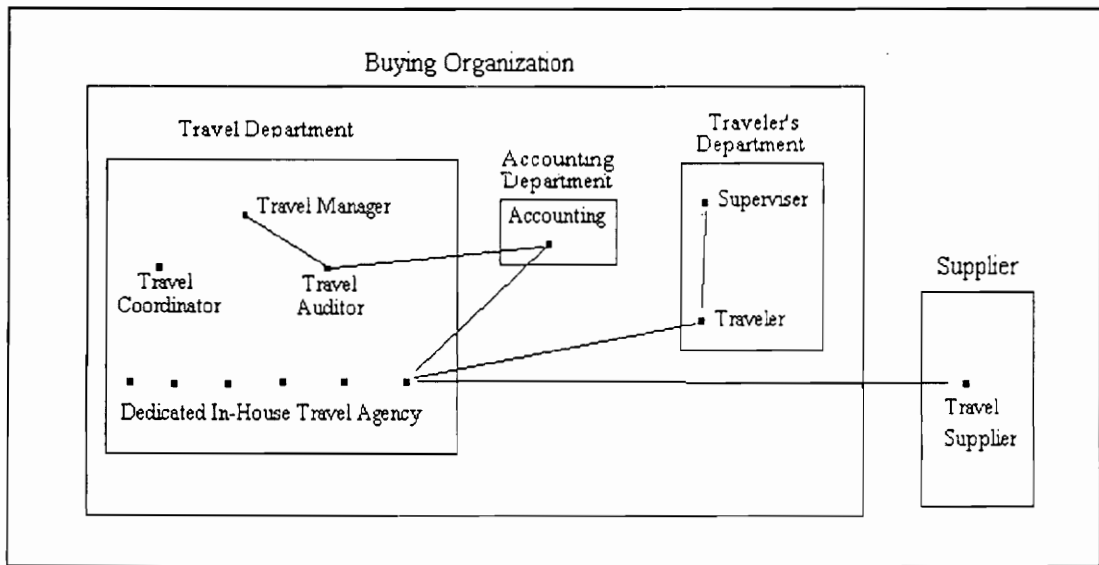 Buying Organization
Travel Department
Traveler's
Department
Accounting
Department
Travel Manager
Accounting
Superviser
Travel
Coordinator
Travel
Auditor
Supplier
Traveler
Dedicated In-House Travel Agency
Travel
Supplier